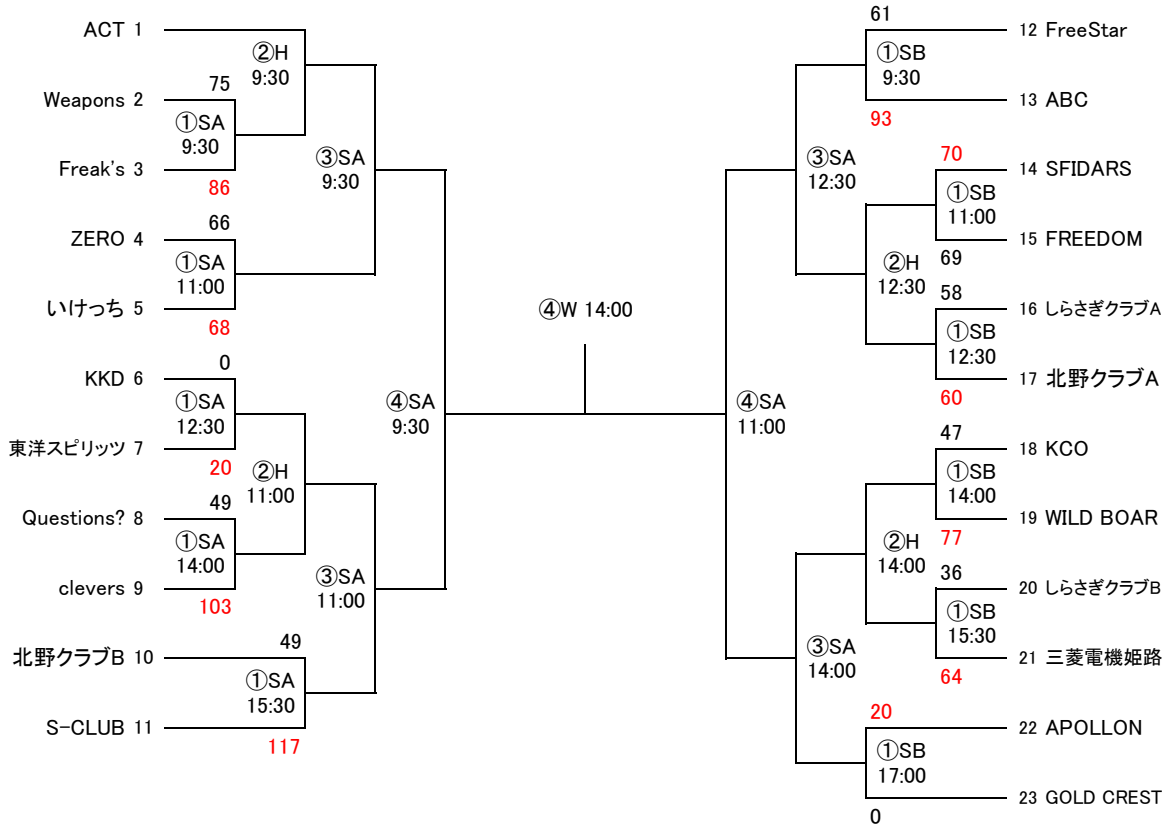 ACT 1
②H
9:30
75
Weapons 2
①SA
9:30
Freak's 3
86
③SA
9:30
66
ZERO 4
①SA
11:00
いけっち 5
68
0
KKD 6
①SA
12:30
東洋スピリッツ 7
20
②H
11:00
49
Questions? 8
①SA
14:00
clevers 9
103
③SA
11:00
49
北野クラブB 10
①SA
15:30
S-CLUB 11
117
④SA
9:30
④W 14:00
④SA
11:00
61
12 FreeStar
①SB
9:30
13 ABC
93
③SA
12:30
70
14 SFIDARS
①SB
11:00
15 FREEDOM
69
②H
12:30
58
16 しらさぎクラブA
①SB
12:30
17 北野クラブA
60
47
18 KCO
①SB
14:00
19 WILD BOAR
77
②H
14:00
36
20 しらさぎクラブB
①SB
15:30
21 三菱電機姫路
64
③SA
14:00
20
22 APOLLON
①SB
17:00
23 GOLD CREST
0